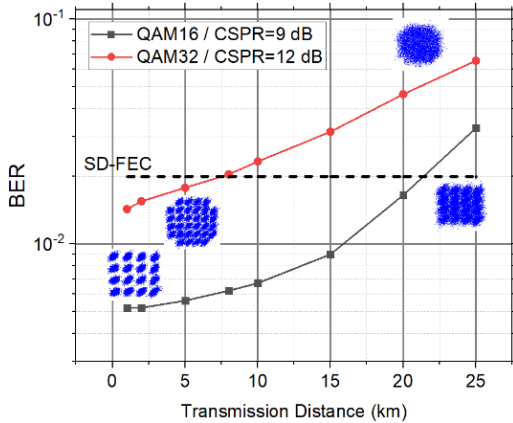 10⁻¹
QAM16 / CSPR=9 dB
QAM32 / CSPR=12 dB
SD-FEC
BER
10⁻²
0 5 10 15 20 25
Transmission Distance (km)